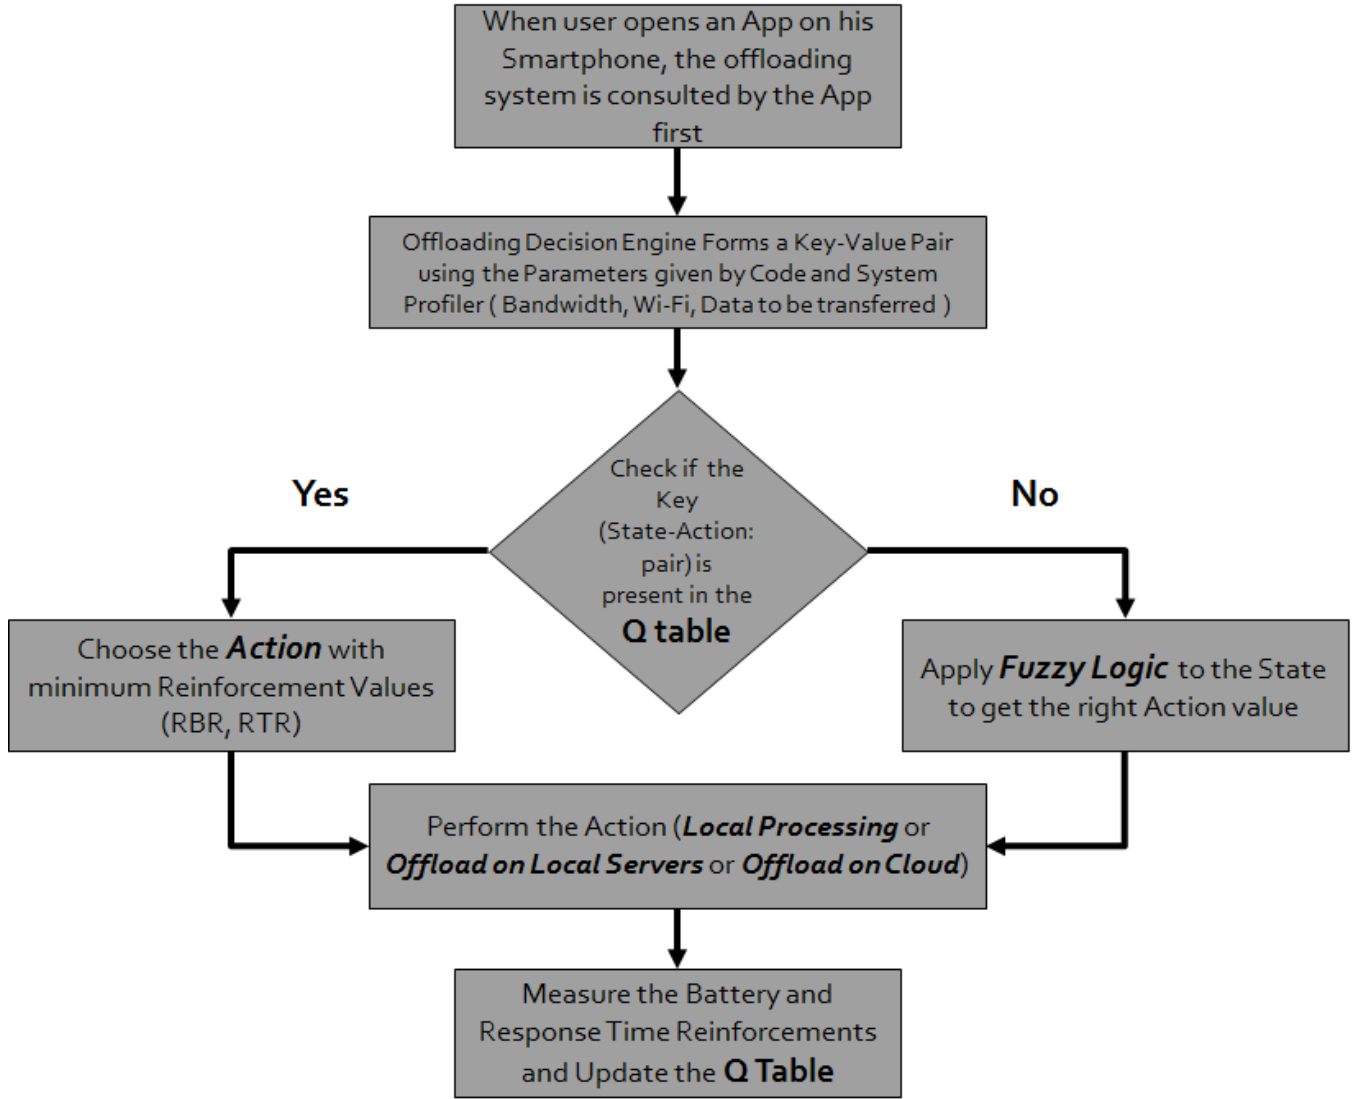 When user opens an App on his
Smartphone, the offloading
system is consulted by the App
first
Offloading Decision Engine Forms a Key-Value Pair
using the Parameters given by Code and System
Profiler ( Bandwidth, Wi-Fi, Data to be transferred )
Check if the
Key
(State-Action:
pair) is
present in the
Q table
Yes
No
Choose the Action with
minimum Reinforcement Values
(RBR, RTR)
Apply Fuzzy Logic to the State
to get the right Action value
Perform the Action (Local Processing or
Offload on Local Servers or Offload on Cloud)
Measure the Battery and
Response Time Reinforcements
and Update the Q Table